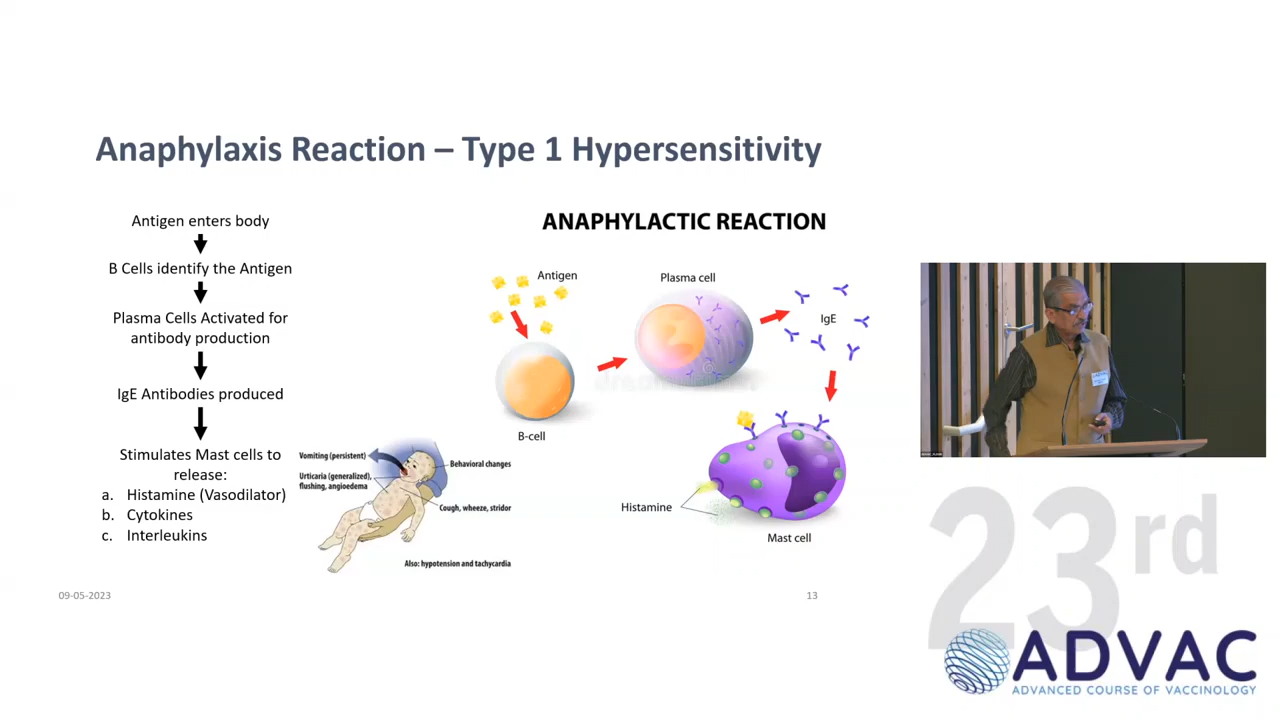 Anaphylaxis Reaction – Type 1 Hypersensitivity
Antigen enters body
B Cells identify the Antigen
Plasma Cells Activated for
antibody production
IgE Antibodies produced
Stimulates Mast cells to
release:
a. Histamine (Vasodilator)
b. Cytokines
c. Interleukins
Vomiting (persistent)
Urticaria (generalized),
flushing, angioedema
Behavioral changes
Cough, wheeze, stridor
Also: hypotension and tachycardia
ANAPHYLACTIC REACTION
Antigen
Plasma cell
IgE
B-cell
Histamine
Mast cell
09-05-2023
13
23rd
ADVAC
ADVANCED COURSE OF VACCINOLOGY